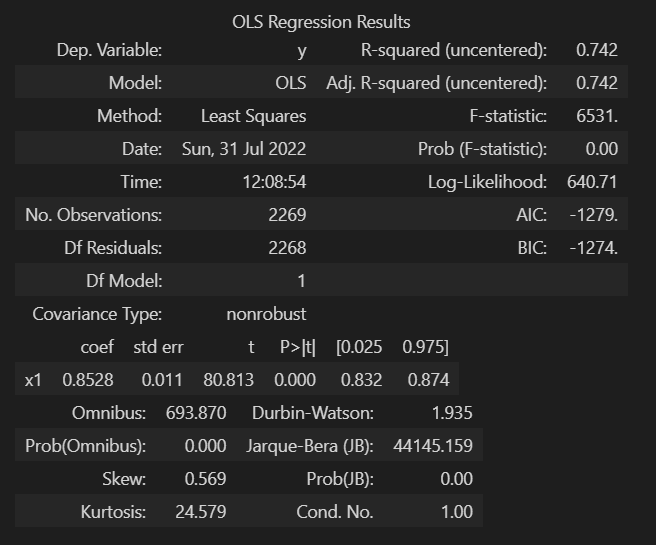 OLS Regression Results
Dep. Variable: y R-squared (uncentered): 0.742
Model: OLS Adj. R-squared (uncentered): 0.742
Method: Least Squares F-statistic: 6531.
Date: Sun, 31 Jul 2022 Prob (F-statistic): 0.00
Time: 12:08:54 Log-Likelihood: 640.71
No. Observations: 2269 AIC: -1279.
Df Residuals: 2268 BIC: -1274.
Df Model: 1
Covariance Type: nonrobust
coef std err t P>|t| [0.025 0.975]
x1 0.8528 0.011 80.813 0.000 0.832 0.874
Omnibus: 693.870 Durbin-Watson: 1.935
Prob(Omnibus): 0.000 Jarque-Bera (JB): 44145.159
Skew: 0.569 Prob(JB): 0.00
Kurtosis: 24.579 Cond. No. 1.00